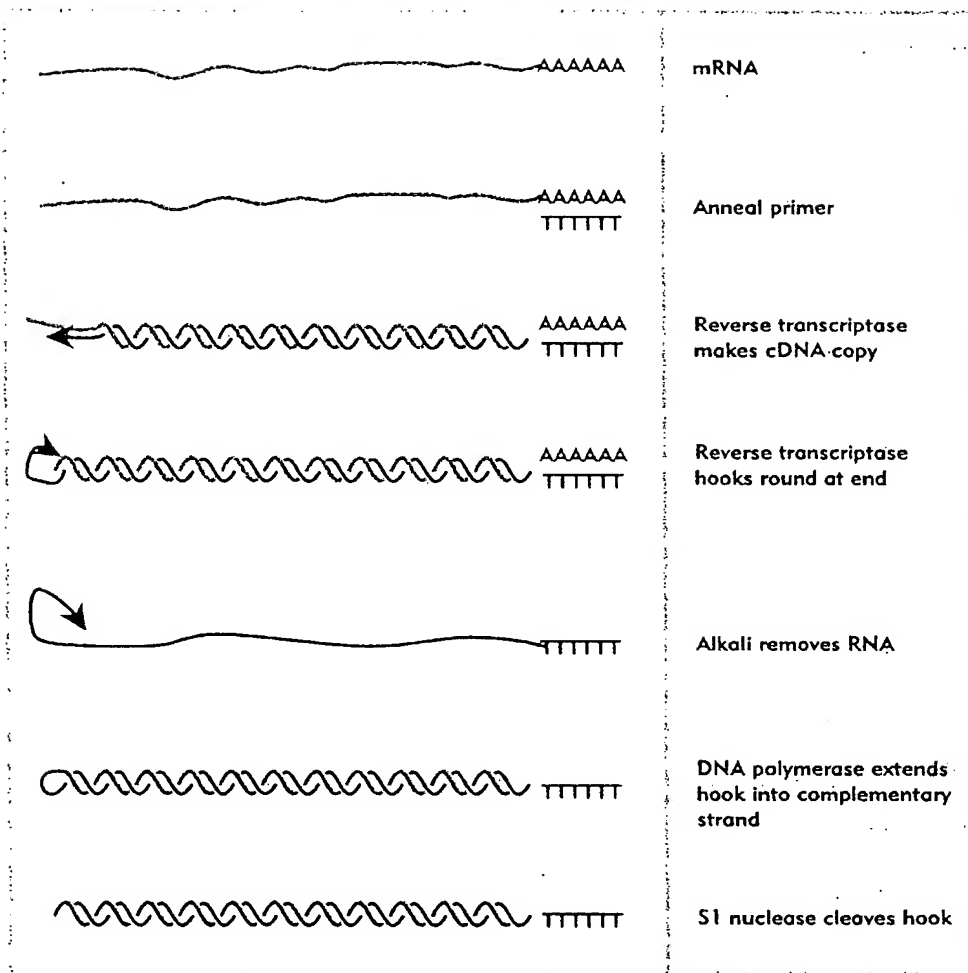 AAAAAA
mRNA
AAAAAA
TTTTTT
Anneal primer
AAAAAA
TTTTTT
Reverse transcriptase
makes cDNA copy
AAAAAA
TTTTTT
Reverse transcriptase
hooks round at end
TTTTTT
Alkali removes RNA
TTTTTT
DNA polymerase extends
hook into complementary
strand
TTTTTT
S1 nuclease cleaves hook